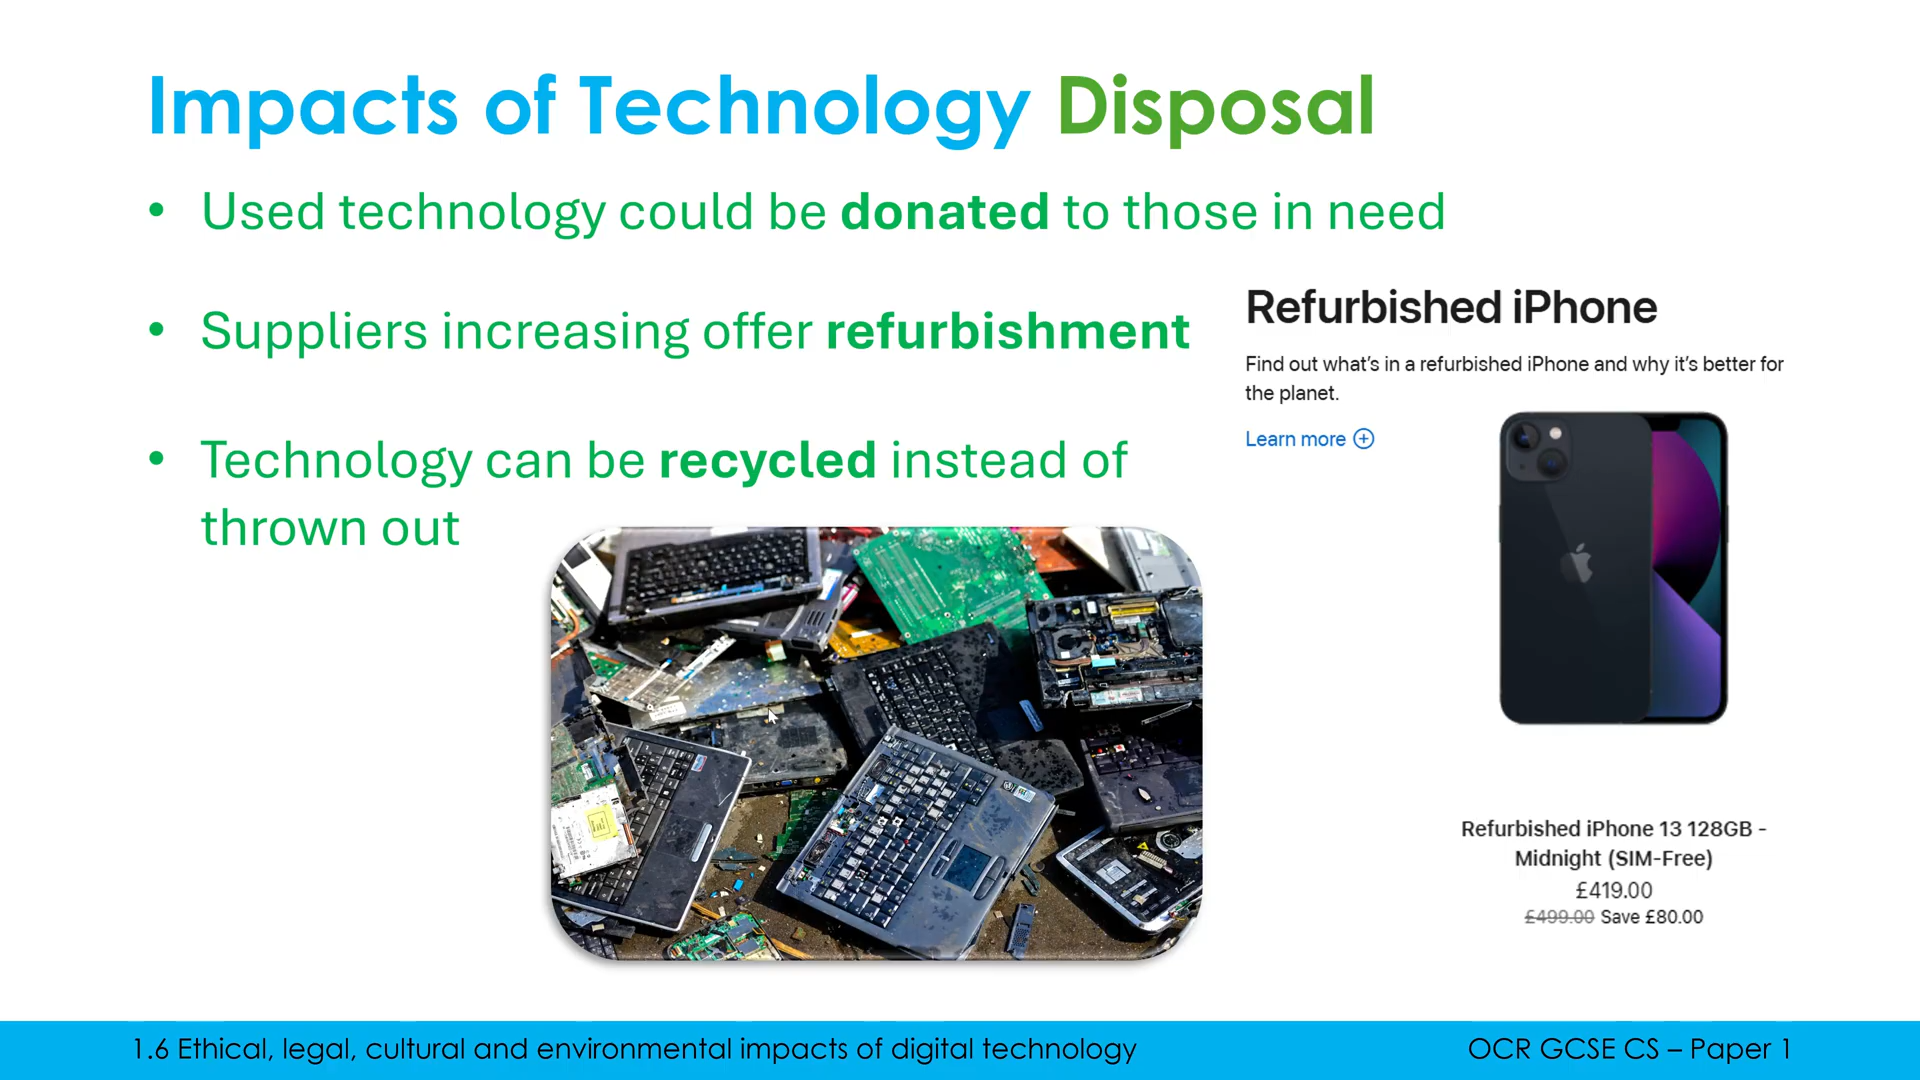 Impacts of Technology Disposal
• Used technology could be donated to those in need
• Suppliers increasing offer refurbishment
• Technology can be recycled instead of
thrown out
Refurbished iPhone
Find out what's in a refurbished iPhone and why it's better for
the planet.
Learn more
Refurbished iPhone 13 128GB -
Midnight (SIM-Free)
£419.00
£499.00 Save £80.00
1.6 Ethical, legal, cultural and environmental impacts of digital technology
OCR GCSE CS – Paper 1